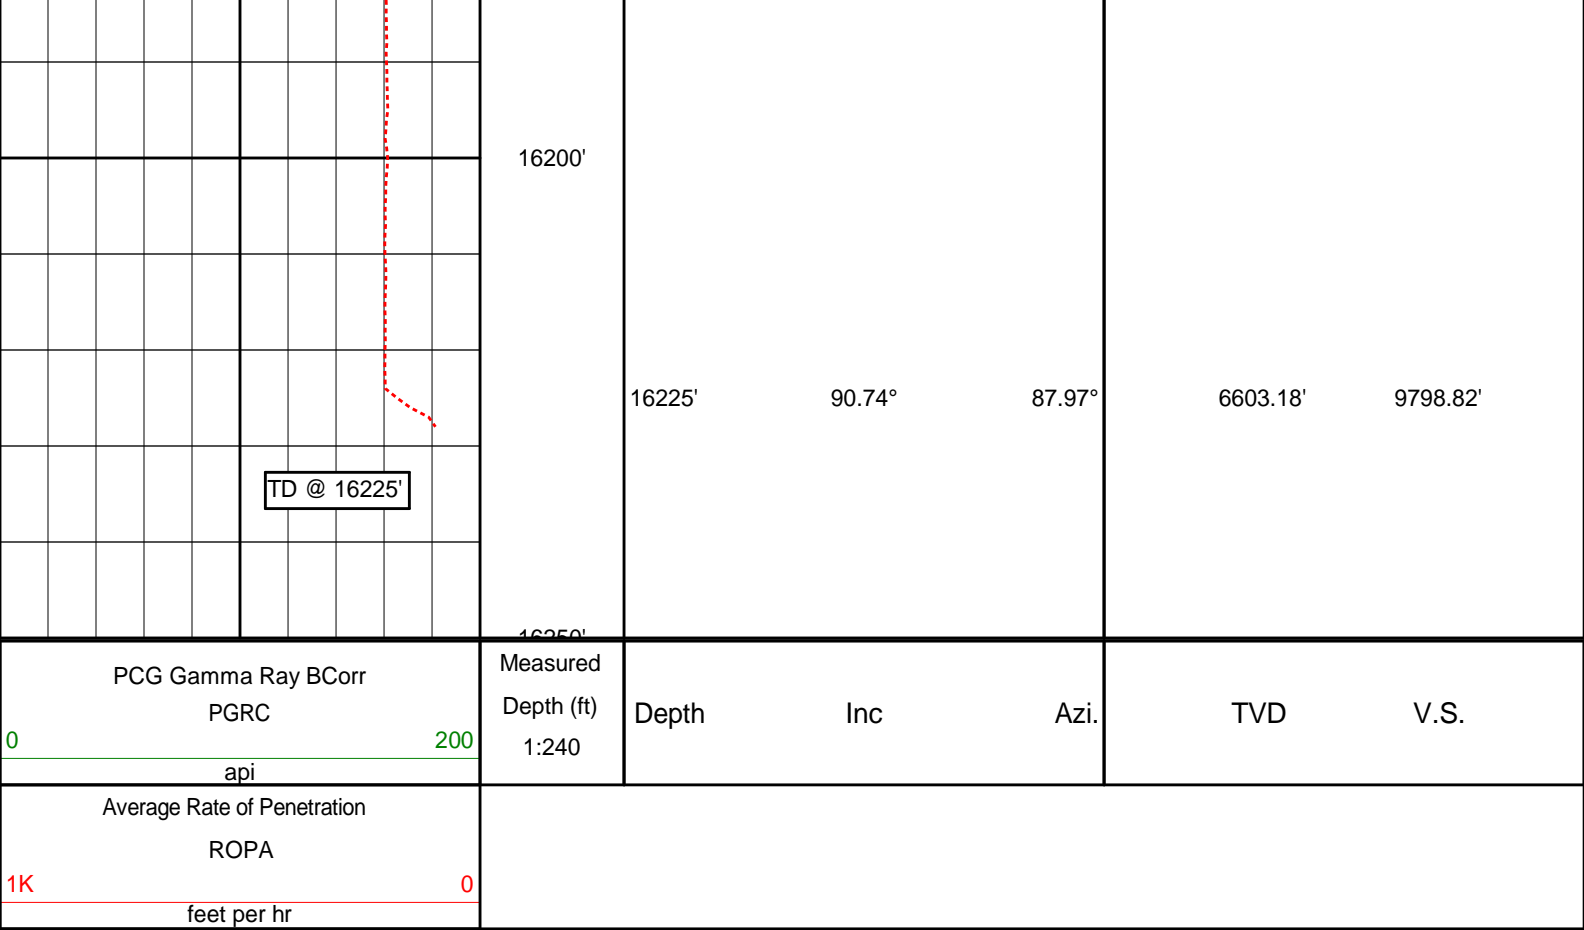 16200'
16225' 90.74° 87.97° 6603.18' 9798.82'
TD @ 16225'
16250'
PCG Gamma Ray BCorr
PGRC
0 200
api
Measured
Depth (ft)
1:240
Depth Inc Azi. TVD V.S.
Average Rate of Penetration
ROPA
1K 0
feet per hr